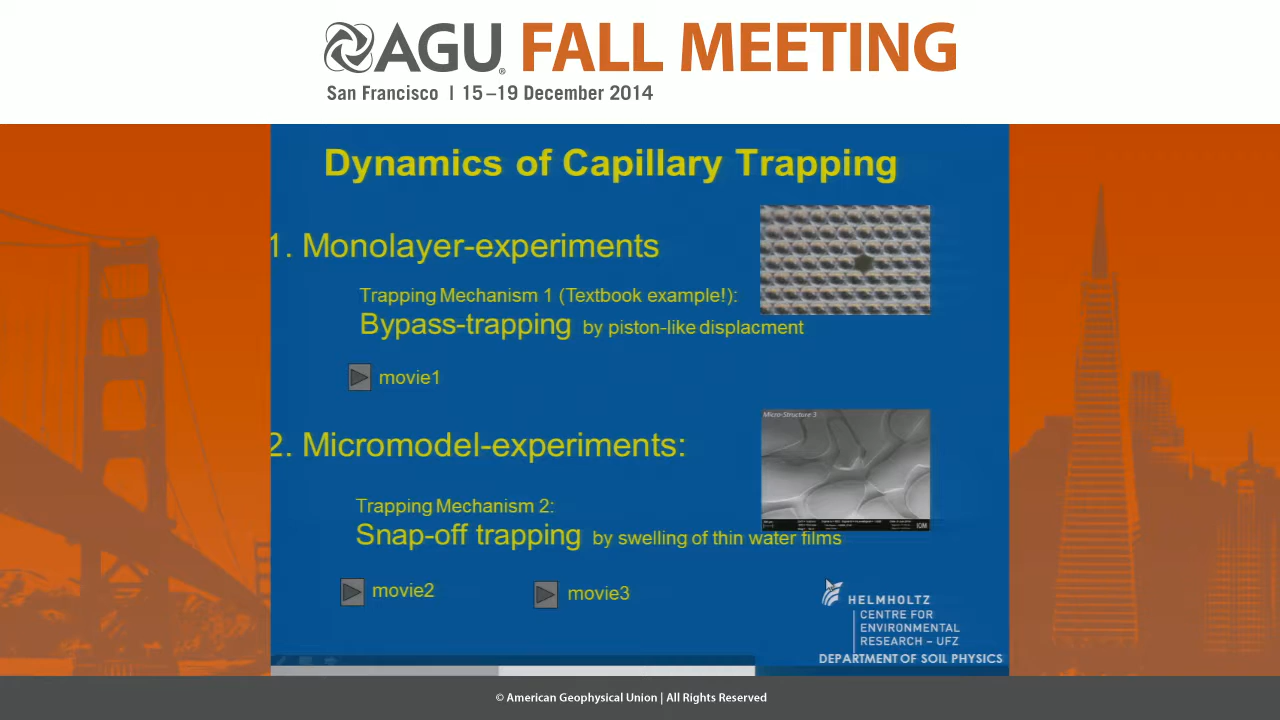 AGU FALL MEETING
San Francisco | 15–19 December 2014
Dynamics of Capillary Trapping
1. Monolayer-experiments
Trapping Mechanism 1 (Textbook example!):
Bypass-trapping by piston-like displacment
movie1
Micro-Structure 3
2. Micromodel-experiments:
Trapping Mechanism 2:
Snap-off trapping by swelling of thin water films
movie2
movie3
HELMHOLTZ
CENTRE FOR
ENVIRONMENTAL
RESEARCH – UFZ
DEPARTMENT OF SOIL PHYSICS
© American Geophysical Union | All Rights Reserved